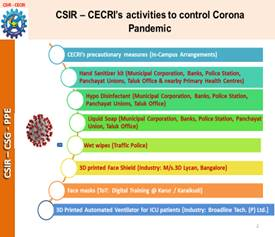 CSIR - CECRI
CSIR – CECRI's activities to control Corona
Pandemic
CECRI's precautionary measures (In-Campus Arrangements)
Hand Sanitizer kit (Municipal Corporation, Banks, Police Station,
Panchayat Unions, Taluk Office & nearby Primary Health Centres)
Hypo Disinfectant (Municipal Corporation, Banks, Police Station,
Panchayat Unions, Taluk Office)
Liquid Soap (Municipal Corporation, Banks, Police Station, Panchayat
Union, Taluk Office)
Wet wipes (Traffic Police)
3D printed Face Shield (Industry: M/s.3D Lycan, Bangalore)
Face masks (ToT: Digital Training @ Karur / Karaikudi)
3D Printed Automated Ventilator for ICU patients (Industry: Broadline Tech. (P) Ltd.)
CSIR – CSG - PPE
2